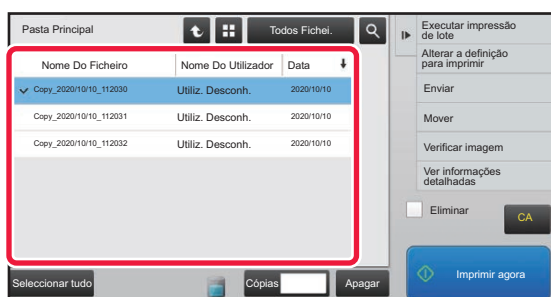 Pasta Principal
Todos Fichei.
Nome Do Ficheiro Nome Do Utilizador Data
Copy_2020/10/10_112030 Utiliz. Desconh. 2020/10/10
Copy_2020/10/10_112031 Utiliz. Desconh. 2020/10/10
Copy_2020/10/10_112032 Utiliz. Desconh. 2020/10/10
Seleccionar tudo
Cópias
Apagar
Executar impressão
de lote
Alterar a definição
para imprimir
Enviar
Mover
Verificar imagem
Ver informações
detalhadas
Eliminar
CA
Imprimir agora